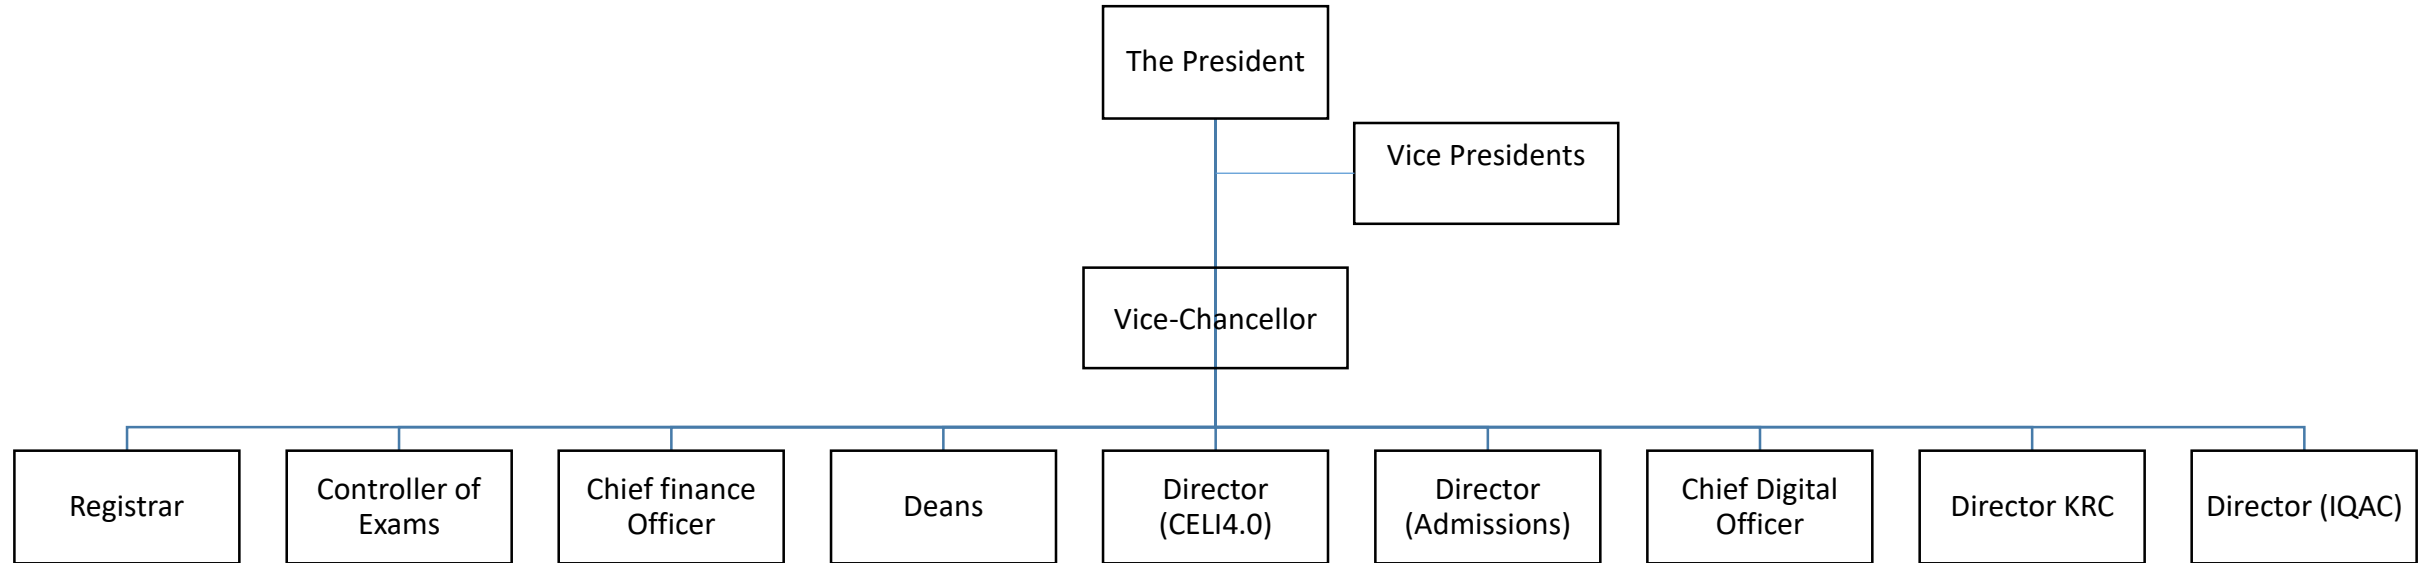 The President
Vice Presidents
Vice-Chancellor
Registrar
Controller of
Exams
Chief finance
Officer
Deans
Director
(CELI4.0)
Director
(Admissions)
Chief Digital
Officer
Director KRC
Director (IQAC)